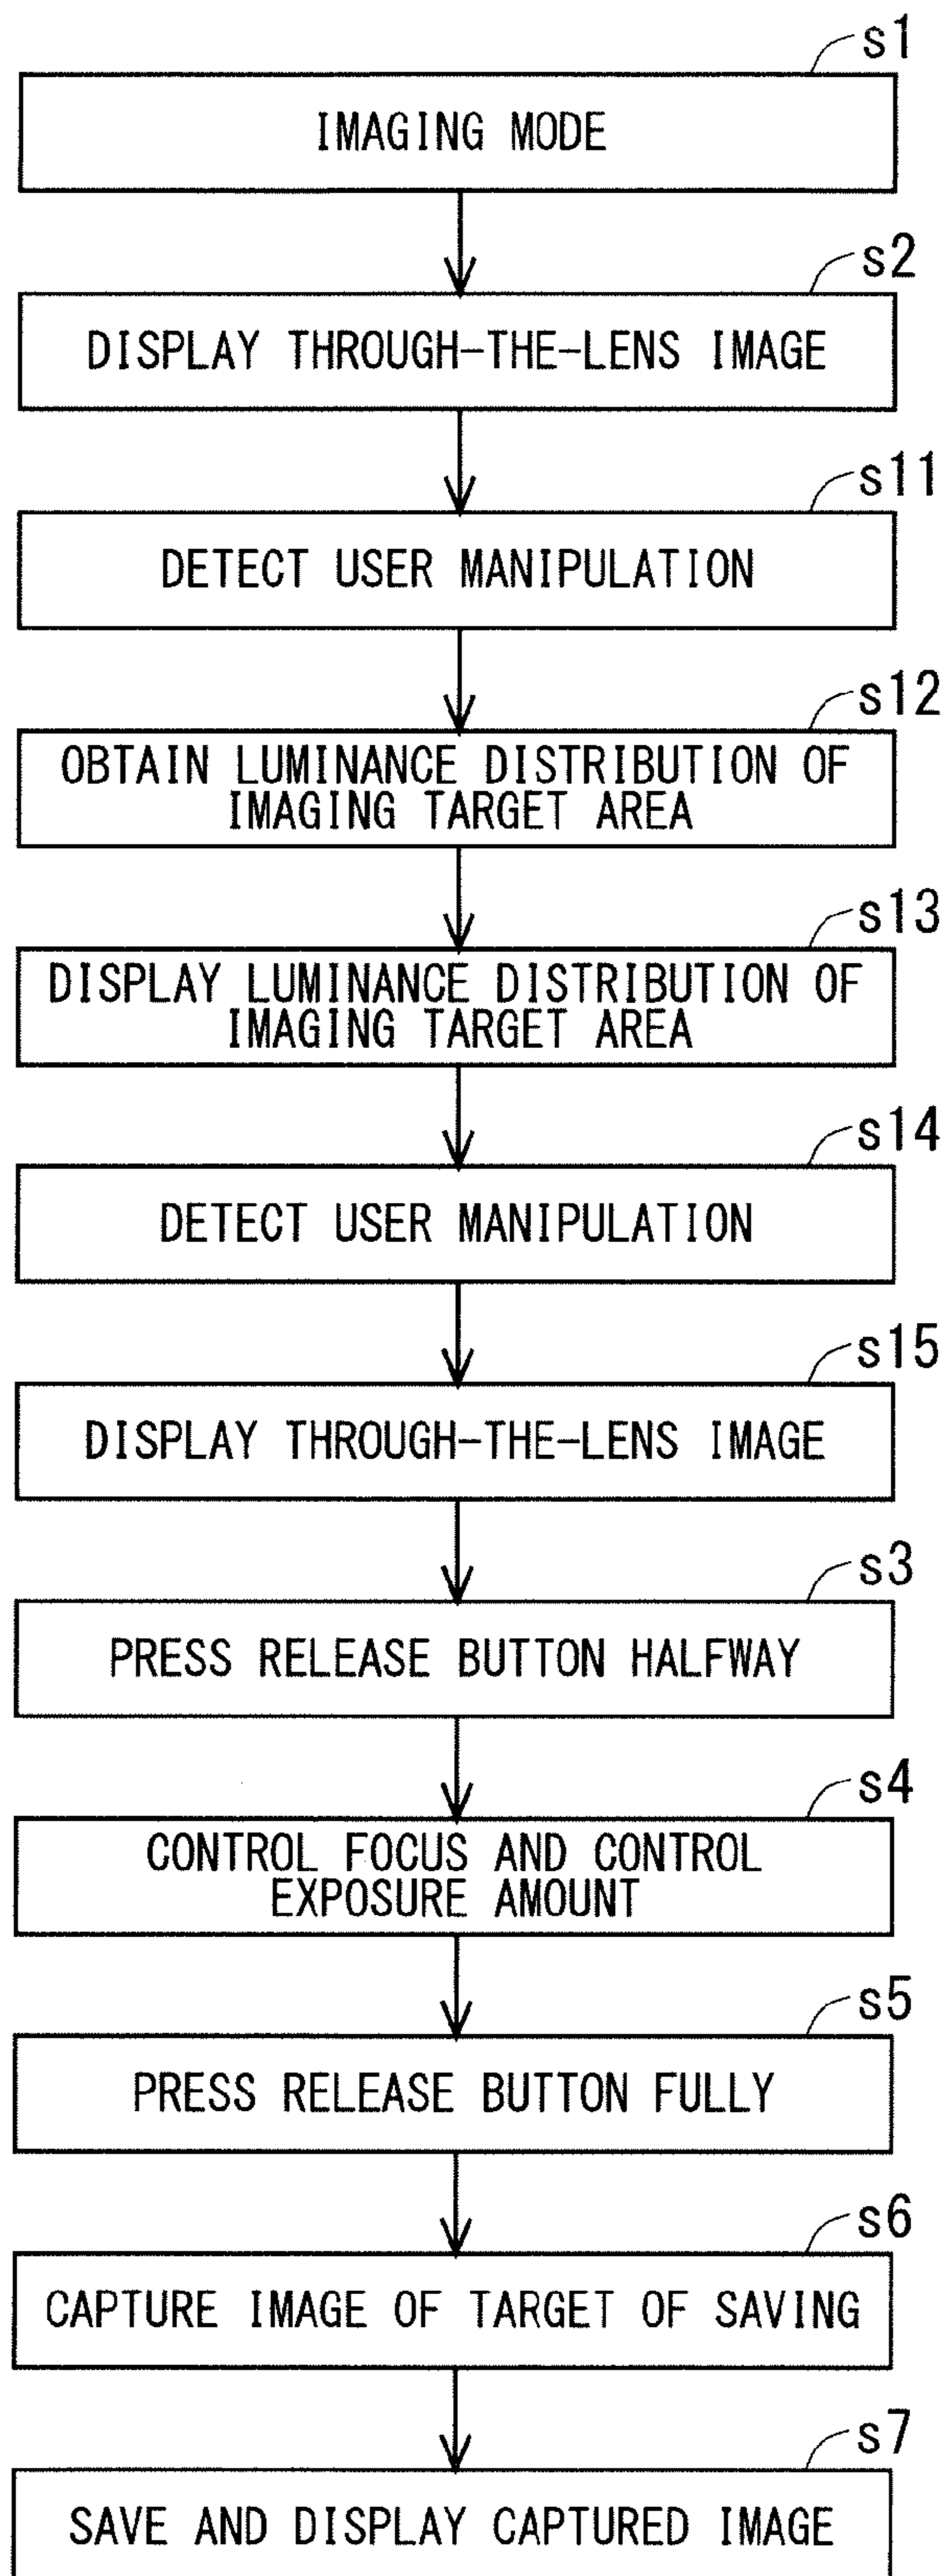 s1
IMAGING MODE
s2
DISPLAY THROUGH-THE-LENS IMAGE
s11
DETECT USER MANIPULATION
s12
OBTAIN LUMINANCE DISTRIBUTION OF
IMAGING TARGET AREA
s13
DISPLAY LUMINANCE DISTRIBUTION OF
IMAGING TARGET AREA
s14
DETECT USER MANIPULATION
s15
DISPLAY THROUGH-THE-LENS IMAGE
s3
PRESS RELEASE BUTTON HALFWAY
s4
CONTROL FOCUS AND CONTROL
EXPOSURE AMOUNT
s5
PRESS RELEASE BUTTON FULLY
s6
CAPTURE IMAGE OF TARGET OF SAVING
s7
SAVE AND DISPLAY CAPTURED IMAGE